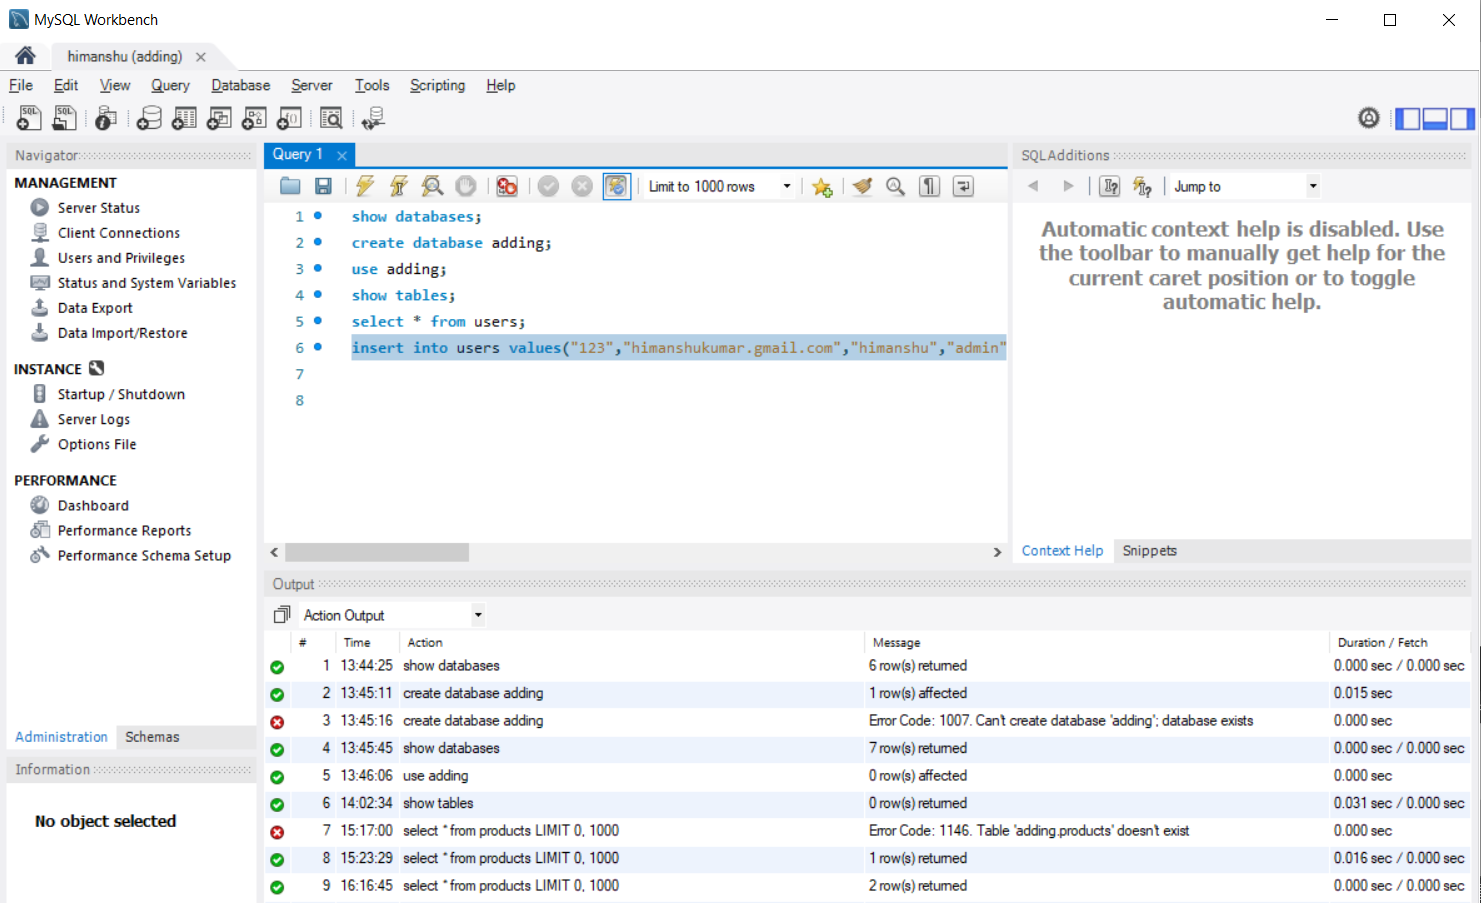 MySQL Workbench
himanshu (adding)
File Edit View Query Database Server Tools Scripting Help
Navigator
MANAGEMENT
Server Status
Client Connections
Users and Privileges
Status and System Variables
Data Export
Data Import/Restore
INSTANCE
Startup / Shutdown
Server Logs
Options File
PERFORMANCE
Dashboard
Performance Reports
Performance Schema Setup
Administration Schemas
Information
No object selected
Query 1
Limit to 1000 rows
1 show databases;
2 create database adding;
3 use adding;
4 show tables;
5 select * from users;
6 insert into users values("123","himanshukumar.gmail.com","himanshu","admin"
7
8
SQLAdditions
Jump to
Automatic context help is disabled. Use
the toolbar to manually get help for the
current caret position or to toggle
automatic help.
Context Help Snippets
Output
Action Output
# Time Action Message Duration / Fetch
1 13:44:25 show databases 6 row(s) returned 0.000 sec / 0.000 sec
2 13:45:11 create database adding 1 row(s) affected 0.015 sec
3 13:45:16 create database adding Error Code: 1007. Can't create database 'adding'; database exists 0.000 sec
4 13:45:45 show databases 7 row(s) returned 0.000 sec / 0.000 sec
5 13:46:06 use adding 0 row(s) affected 0.000 sec
6 14:02:34 show tables 0 row(s) returned 0.031 sec / 0.000 sec
7 15:17:00 select * from products LIMIT 0, 1000 Error Code: 1146. Table 'adding.products' doesn't exist 0.000 sec
8 15:23:29 select * from products LIMIT 0, 1000 1 row(s) returned 0.016 sec / 0.000 sec
9 16:16:45 select * from products LIMIT 0, 1000 2 row(s) returned 0.000 sec / 0.000 sec